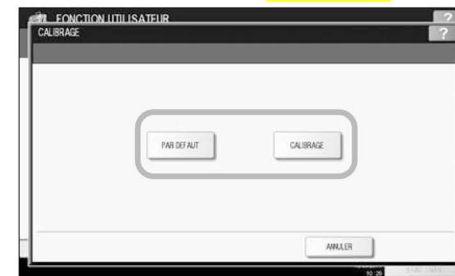 FONCTION UTILISATEUR
?
CALIBRAGE
?
PAR DEFAUT
CALIBRAGE
ANNULER
10:29